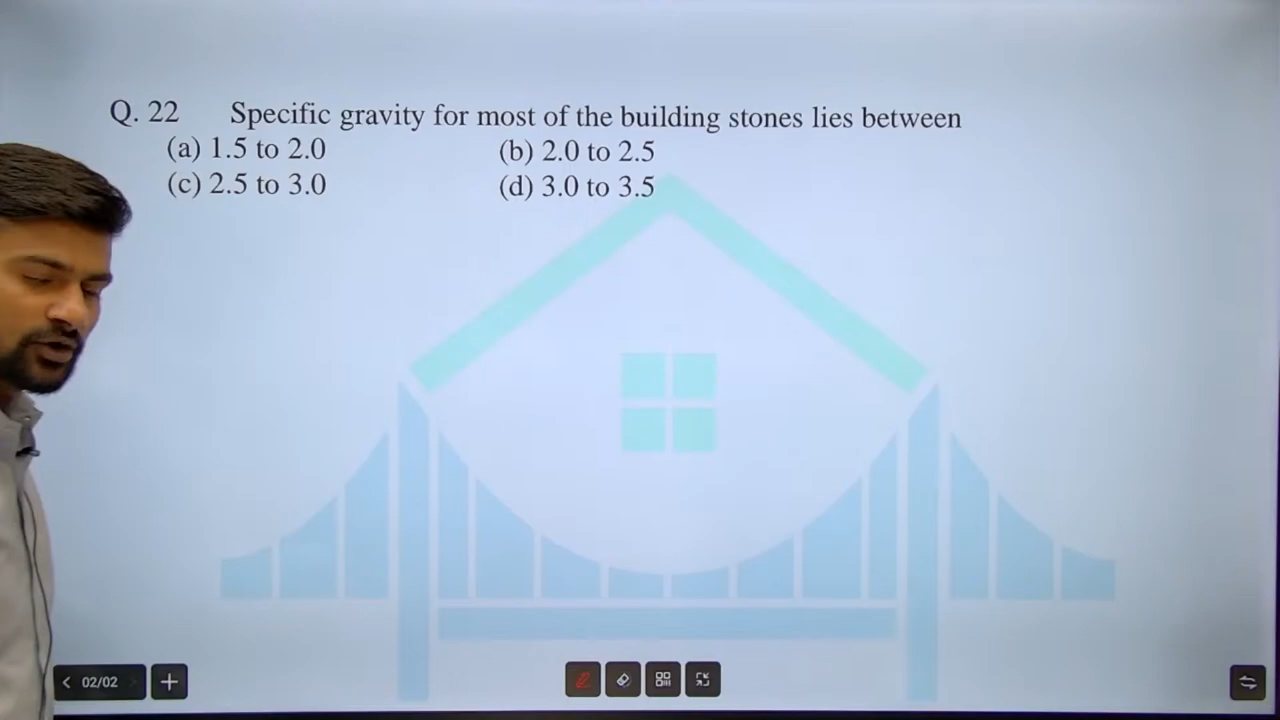 Q. 22 Specific gravity for most of the building stones lies between
(a) 1.5 to 2.0 (b) 2.0 to 2.5
(c) 2.5 to 3.0 (d) 3.0 to 3.5
02/02